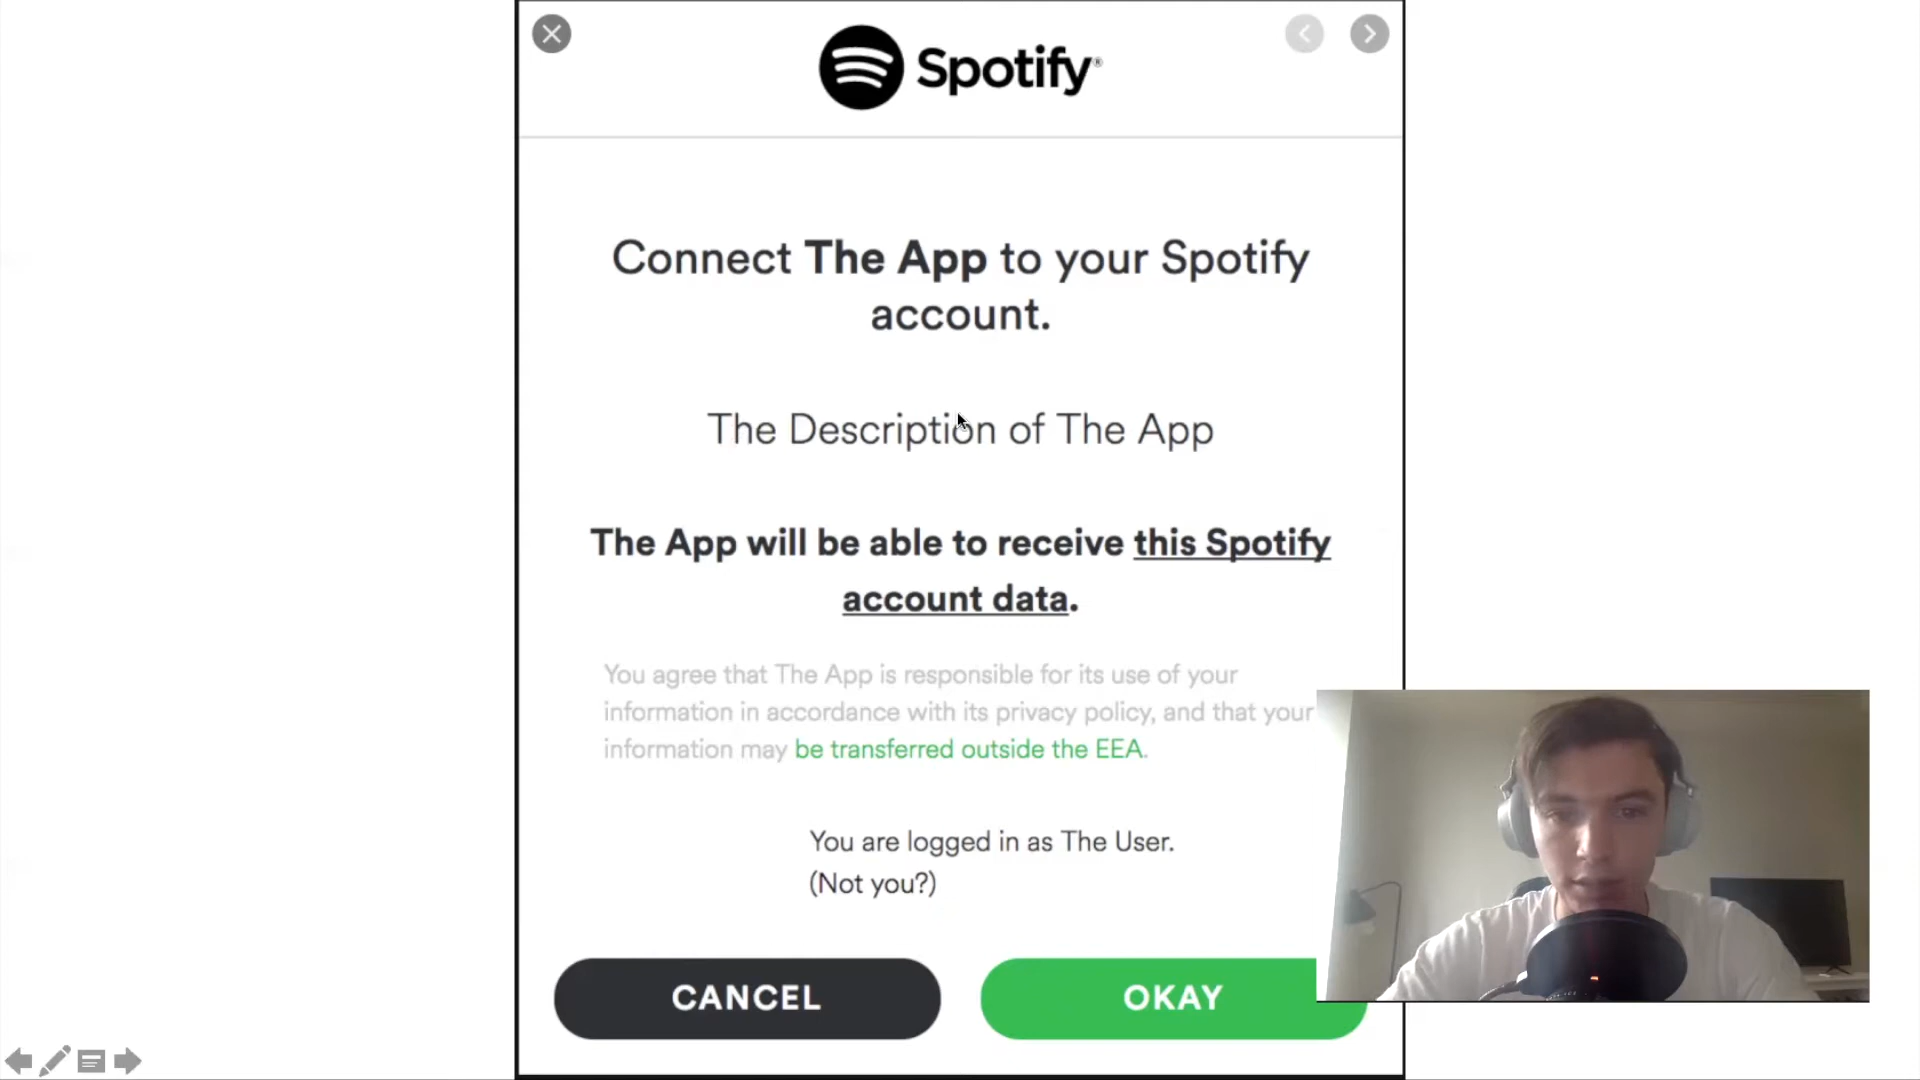 Spotify®
Connect The App to your Spotify
account.
The Description of The App
The App will be able to receive this Spotify
account data.
You agree that The App is responsible for its use of your
information in accordance with its privacy policy, and that your
information may be transferred outside the EEA.
You are logged in as The User.
(Not you?)
CANCEL
OKAY